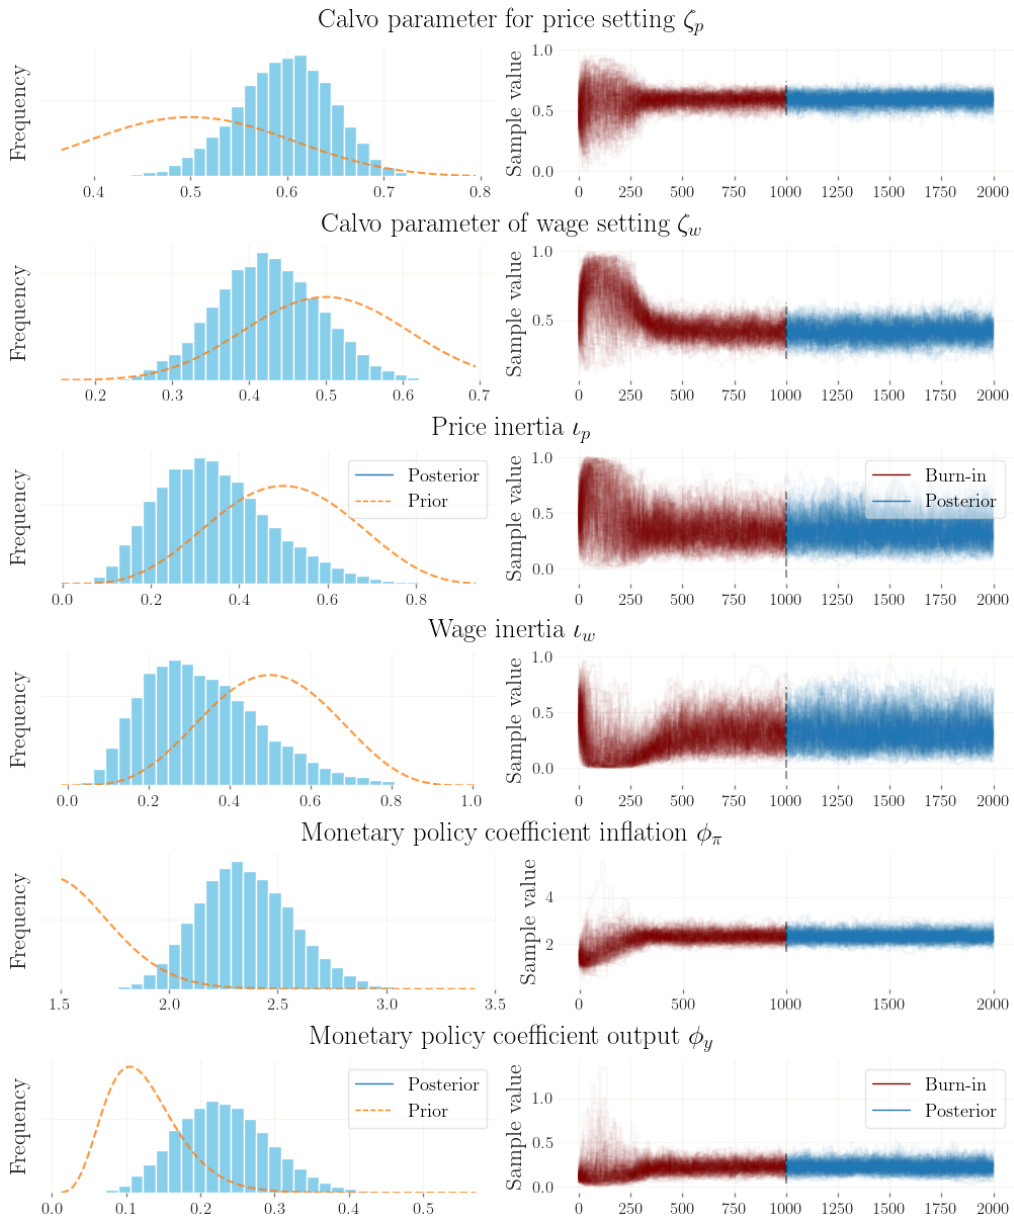 Calvo parameter for price setting ζ_p
Frequency
0.4 0.5 0.6 0.7 0.8
Sample value
1.0
0.5
0.0
0 250 500 750 1000 1250 1500 1750 2000
Calvo parameter of wage setting ζ_w
Frequency
0.2 0.3 0.4 0.5 0.6 0.7
Sample value
1.0
0.5
0 250 500 750 1000 1250 1500 1750 2000
Price inertia ι_p
Frequency
Posterior
Prior
0.0 0.2 0.4 0.6 0.8
Sample value
1.0
0.5
0.0
Burn-in
Posterior
0 250 500 750 1000 1250 1500 1750 2000
Wage inertia ι_w
Frequency
0.0 0.2 0.4 0.6 0.8 1.0
Sample value
1.0
0.5
0.0
0 250 500 750 1000 1250 1500 1750 2000
Monetary policy coefficient inflation ϕ_π
Frequency
1.5 2.0 2.5 3.0 3.5
Sample value
4
2
500 1000 1500 2000
Monetary policy coefficient output ϕ_y
Frequency
Posterior
Prior
0.0 0.1 0.2 0.3 0.4 0.5
Sample value
1.0
0.5
0.0
Burn-in
Posterior
0 250 500 750 1000 1250 1500 1750 2000